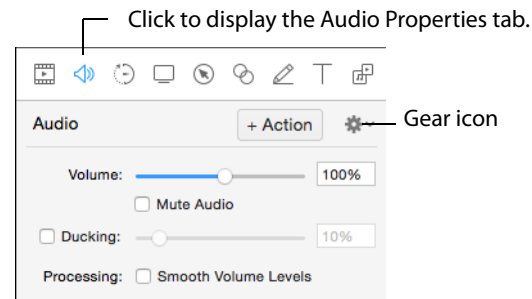 Click to display the Audio Properties tab.
Audio
+ Action
Gear icon
Volume:
100%
Mute Audio
Ducking:
10%
Processing:
Smooth Volume Levels